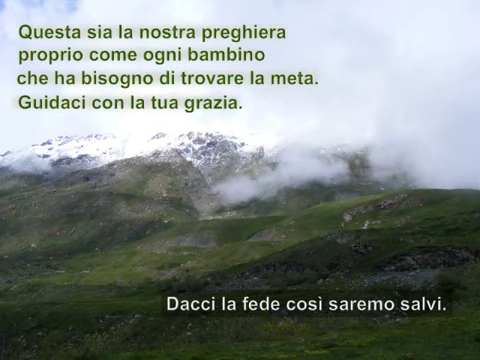 Questa sia la nostra preghiera
proprio come ogni bambino
che ha bisogno di trovare la meta.
Guidaci con la tua grazia.
Dacci la fede così saremo salvi.